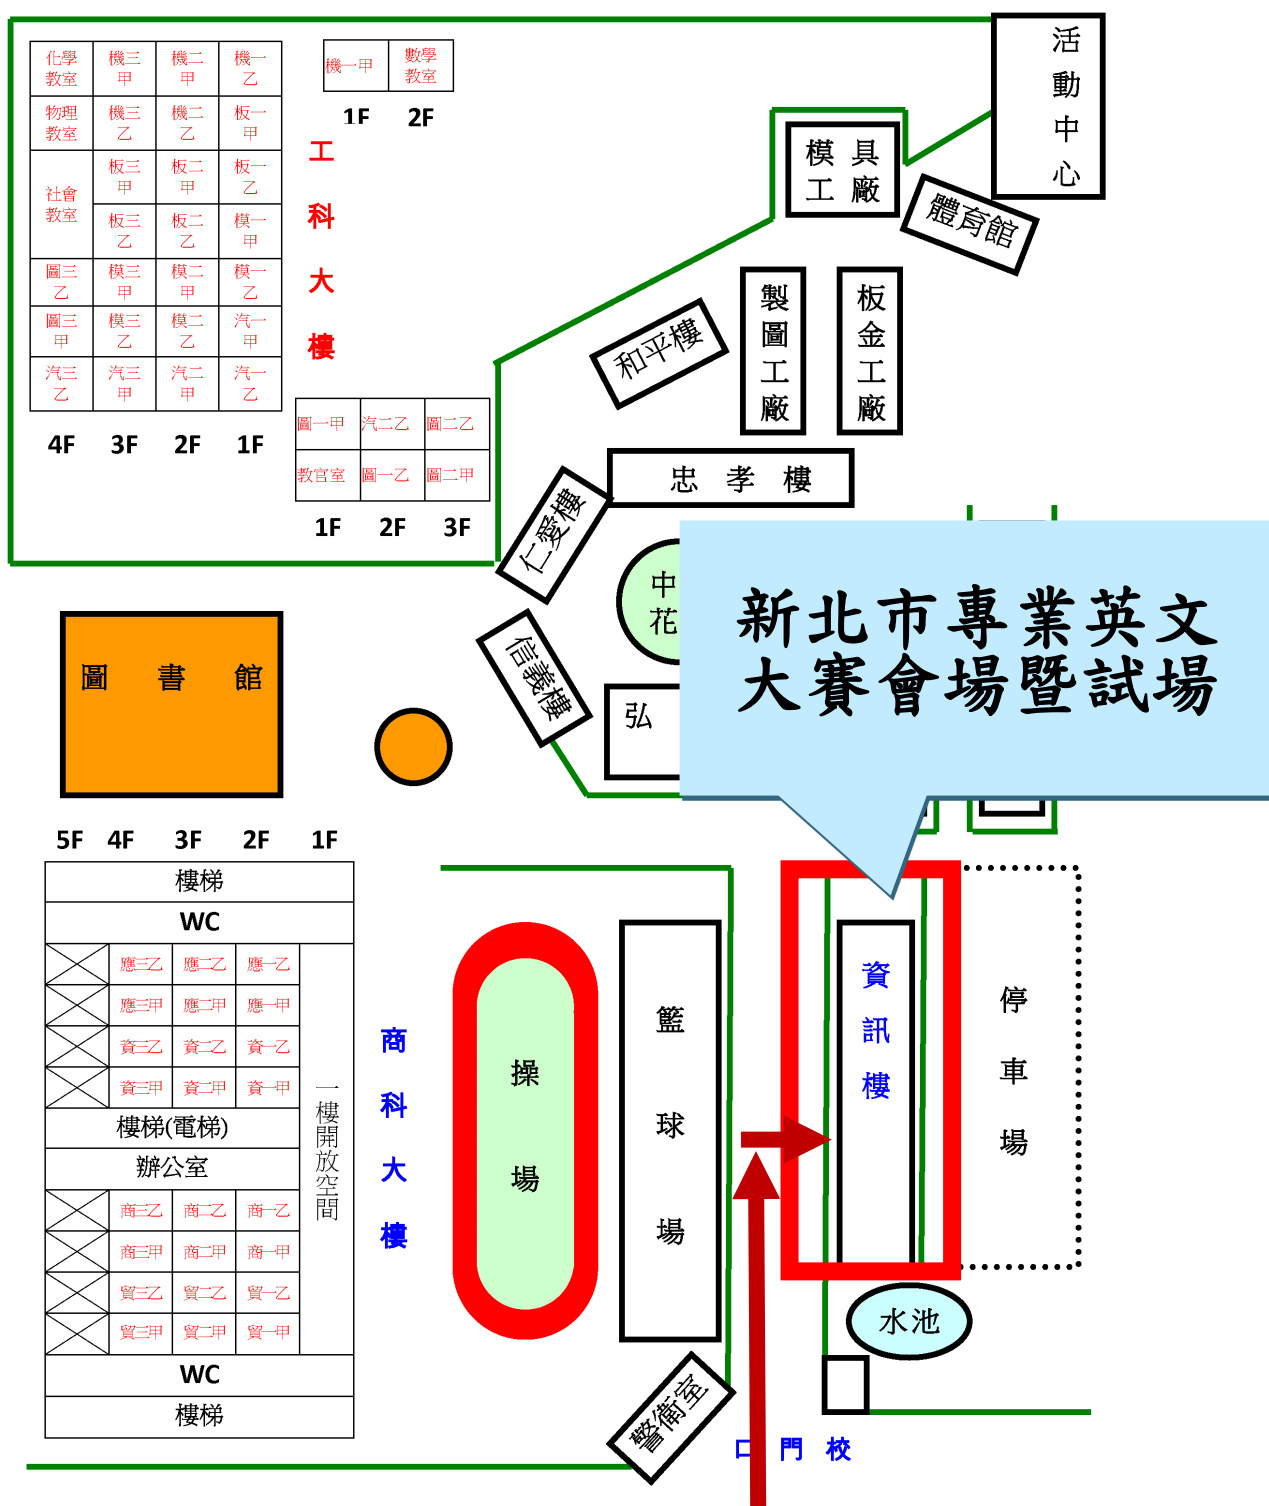 活動中心
化學教室 機三甲 機二甲 機一乙
物理教室 機三乙 機二乙 板一甲
社會教室 板三甲 板二甲 板一乙
板三乙 板二乙 模一甲
圖三乙 模三甲 模二甲 模一乙
圖三甲 模三乙 模二乙 汽一甲
汽三乙 汽三甲 汽二甲 汽一乙
4F 3F 2F 1F
機一甲 數學教室
1F 2F
工科大樓
圖一甲 汽二乙 圖二乙
教官室 圖一乙 圖二甲
1F 2F 3F
模具工廠
體育館
製圖工廠
板金工廠
和平樓
忠孝樓
仁愛樓
中
花
信義樓
弘
新北市專業英文
大賽會場暨試場
圖書館
5F 4F 3F 2F 1F
樓梯
WC
應三乙 應二乙 應一乙
應三甲 應二甲 應一甲
資三乙 資二乙 資一乙
資三甲 資二甲 資一甲
樓梯(電梯)
辦公室
一樓開放空間
商三乙 商二乙 商一乙
商三甲 商二甲 商一甲
貿三乙 貿二乙 貿一乙
貿三甲 貿二甲 貿一甲
WC
樓梯
商科大樓
操場
籃球場
資訊樓
停車場
水池
警衛室
口門校